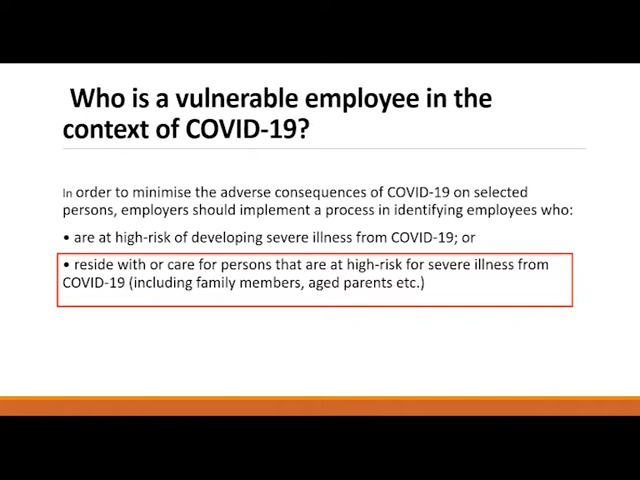 Who is a vulnerable employee in the
context of COVID-19?
In order to minimise the adverse consequences of COVID-19 on selected
persons, employers should implement a process in identifying employees who:
• are at high-risk of developing severe illness from COVID-19; or
• reside with or care for persons that are at high-risk for severe illness from
COVID-19 (including family members, aged parents etc.)